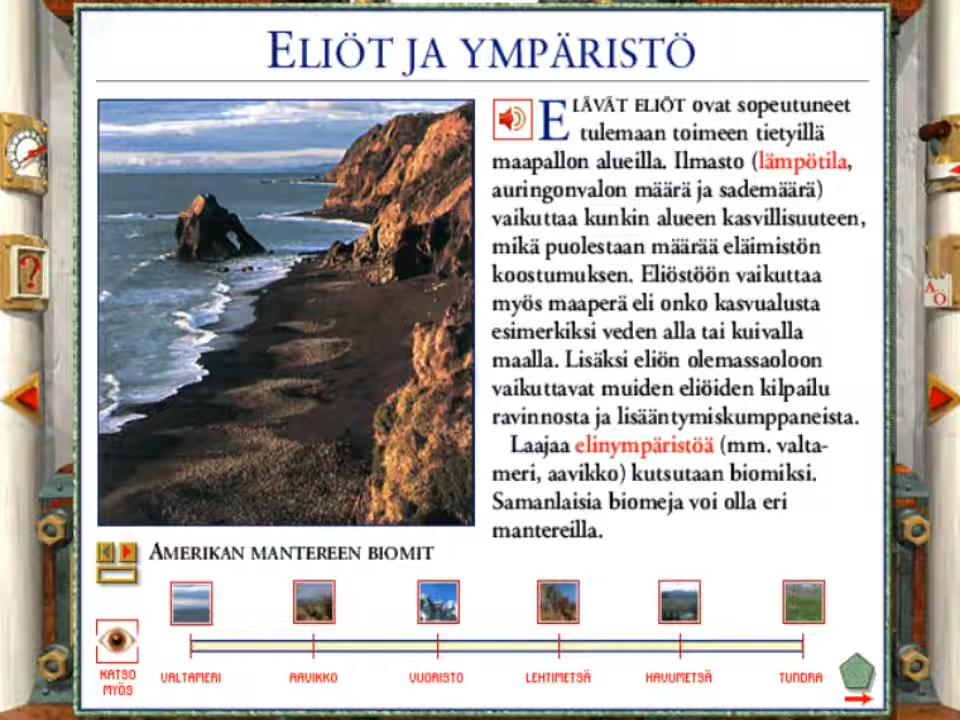 ELIÖT JA YMPÄRISTÖ
ELÄVÄT ELIÖT ovat sopeutuneet
tulemaan toimeen tietyillä
maapallon alueilla. Ilmasto (lämpötila,
auringonvalon määrä ja sademäärä)
vaikuttaa kunkin alueen kasvillisuuteen,
mikä puolestaan määrää eläimistön
koostumuksen. Eliöstöön vaikuttaa
myös maaperä eli onko kasvualusta
esimerkiksi veden alla tai kuivalla
maalla. Lisäksi eliön olemassaoloon
vaikuttavat muiden eliöiden kilpailu
ravinnosta ja lisääntymiskumppaneista.
Laajaa elinympäristöä (mm. valta-
meri, aavikko) kutsutaan biomiksi.
Samanlaisia biomeja voi olla eri
mantereilla.
AMERIKAN MANTEREEN BIOMIT
KATSO
MYÖS
VALTAMERI AAVIKKO VUORISTO LEHTIMETSÄ HAVUMETSÄ TUNDRA
?
A...Ö